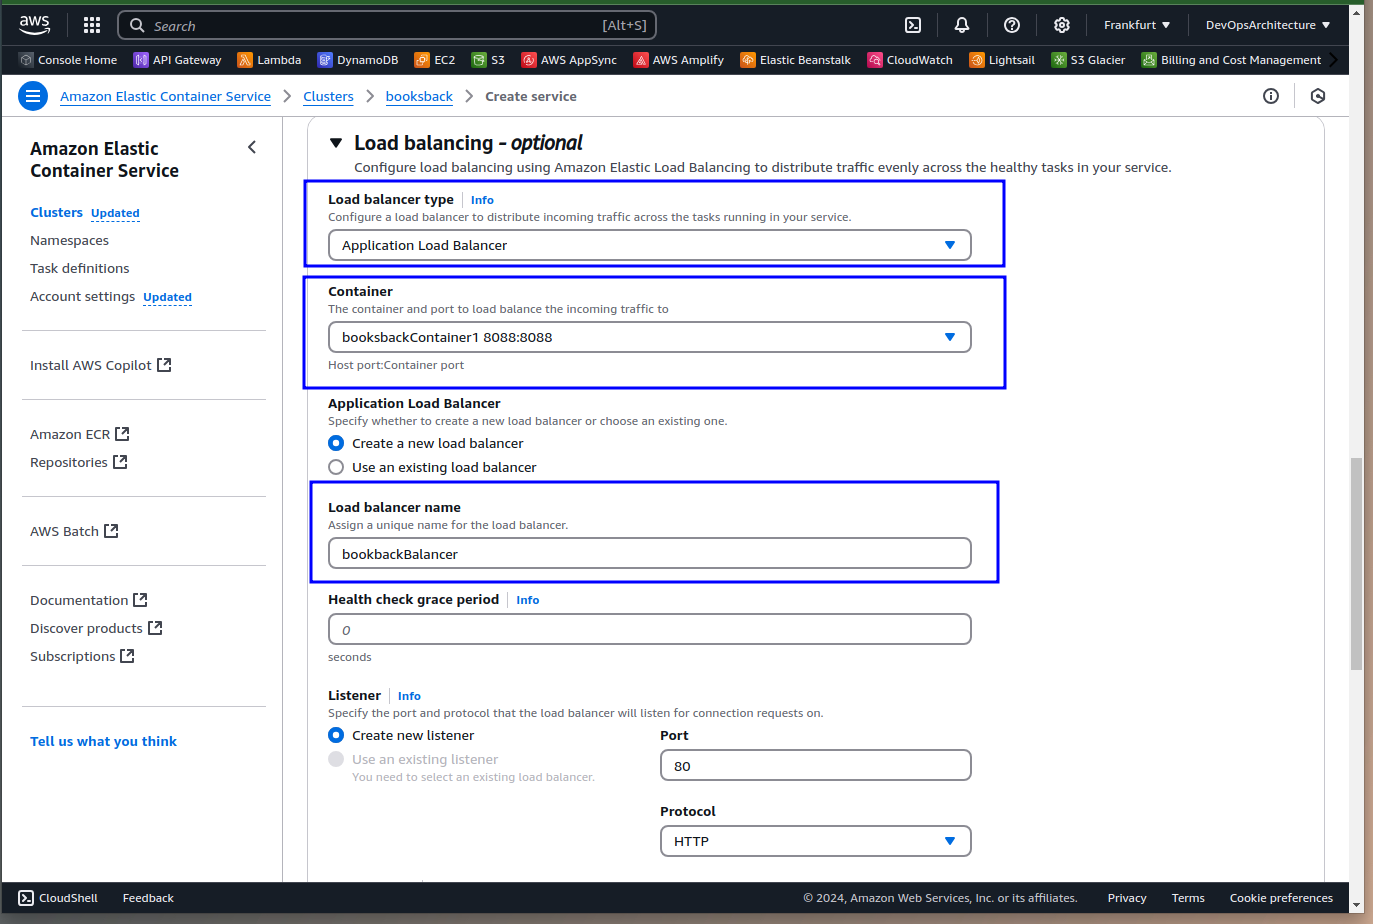 aws
Search [Alt+S]
Frankfurt
DevOpsArchitecture
Console Home
API Gateway
Lambda
DynamoDB
EC2
S3
AWS AppSync
AWS Amplify
Elastic Beanstalk
CloudWatch
Lightsail
S3 Glacier
Billing and Cost Management
Amazon Elastic Container Service
Clusters
booksback
Create service
Amazon Elastic
Container Service
Clusters Updated
Namespaces
Task definitions
Account settings Updated
Install AWS Copilot
Amazon ECR
Repositories
AWS Batch
Documentation
Discover products
Subscriptions
Tell us what you think
Load balancing - optional
Configure load balancing using Amazon Elastic Load Balancing to distribute traffic evenly across the healthy tasks in your service.
Load balancer type Info
Configure a load balancer to distribute incoming traffic across the tasks running in your service.
Application Load Balancer
Container
The container and port to load balance the incoming traffic to
booksbackContainer1 8088:8088
Host port:Container port
Application Load Balancer
Specify whether to create a new load balancer or choose an existing one.
Create a new load balancer
Use an existing load balancer
Load balancer name
Assign a unique name for the load balancer.
bookbackBalancer
Health check grace period Info
0
seconds
Listener Info
Specify the port and protocol that the load balancer will listen for connection requests on.
Create new listener
Use an existing listener
You need to select an existing load balancer.
Port
80
Protocol
HTTP
CloudShell
Feedback
© 2024, Amazon Web Services, Inc. or its affiliates.
Privacy
Terms
Cookie preferences